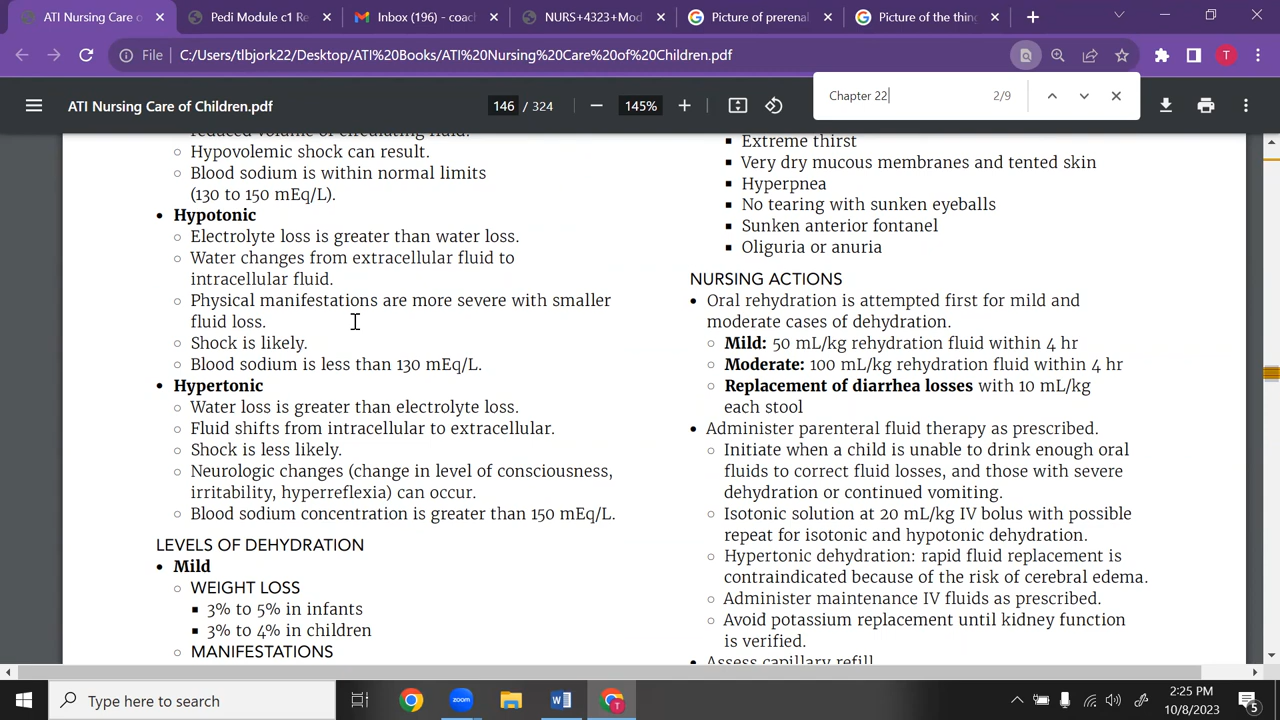 ATI Nursing Care o
Pedi Module c1 Re
Inbox (196) - coach
NURS+4323+Mod
Picture of prerenal
Picture of the thing
File
C:/Users/tlbjork22/Desktop/ATI%20Books/ATI%20Nursing%20Care%20of%20Children.pdf
T
Chapter 22
2/9
ATI Nursing Care of Children.pdf
146 / 324
145%
reduced volume of circulating fluid.
○ Hypovolemic shock can result.
○ Blood sodium is within normal limits
(130 to 150 mEq/L).
• Hypotonic
○ Electrolyte loss is greater than water loss.
○ Water changes from extracellular fluid to
intracellular fluid.
○ Physical manifestations are more severe with smaller
fluid loss.
○ Shock is likely.
○ Blood sodium is less than 130 mEq/L.
• Hypertonic
○ Water loss is greater than electrolyte loss.
○ Fluid shifts from intracellular to extracellular.
○ Shock is less likely.
○ Neurologic changes (change in level of consciousness,
irritability, hyperreflexia) can occur.
○ Blood sodium concentration is greater than 150 mEq/L.
LEVELS OF DEHYDRATION
• Mild
○ WEIGHT LOSS
■ 3% to 5% in infants
■ 3% to 4% in children
○ MANIFESTATIONS
■ Extreme thirst
■ Very dry mucous membranes and tented skin
■ Hyperpnea
■ No tearing with sunken eyeballs
■ Sunken anterior fontanel
■ Oliguria or anuria
NURSING ACTIONS
• Oral rehydration is attempted first for mild and
moderate cases of dehydration.
○ Mild: 50 mL/kg rehydration fluid within 4 hr
○ Moderate: 100 mL/kg rehydration fluid within 4 hr
○ Replacement of diarrhea losses with 10 mL/kg
each stool
• Administer parenteral fluid therapy as prescribed.
○ Initiate when a child is unable to drink enough oral
fluids to correct fluid losses, and those with severe
dehydration or continued vomiting.
○ Isotonic solution at 20 mL/kg IV bolus with possible
repeat for isotonic and hypotonic dehydration.
○ Hypertonic dehydration: rapid fluid replacement is
contraindicated because of the risk of cerebral edema.
○ Administer maintenance IV fluids as prescribed.
○ Avoid potassium replacement until kidney function
is verified.
• Assess capillary refill
Type here to search
zoom
T
2:25 PM
10/8/2023
5